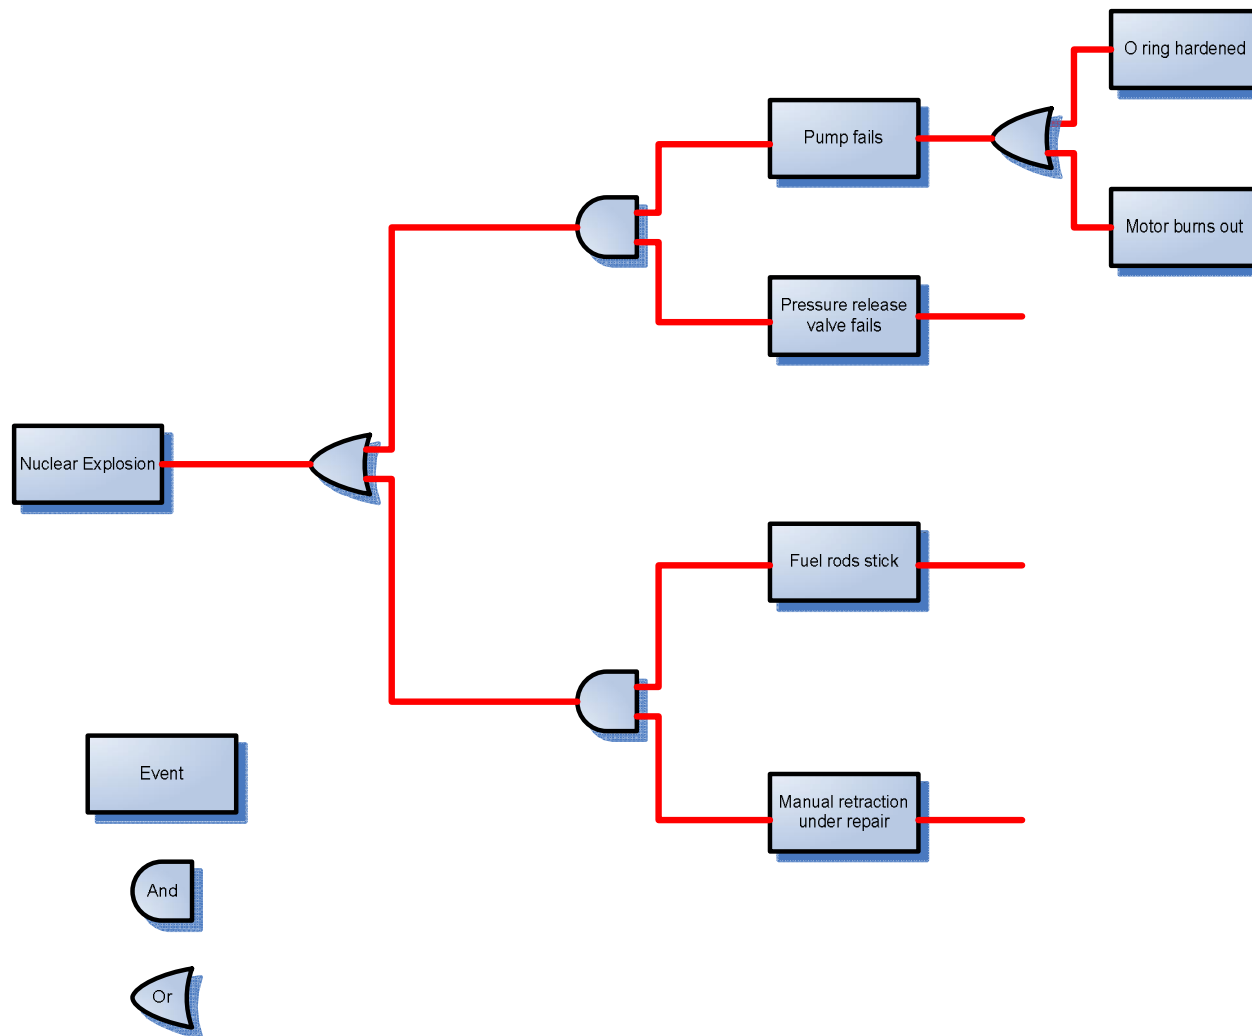 O ring hardened
Pump fails
Motor burns out
Pressure release
valve fails
Nuclear Explosion
Fuel rods stick
Manual retraction
under repair
Event
And
Or